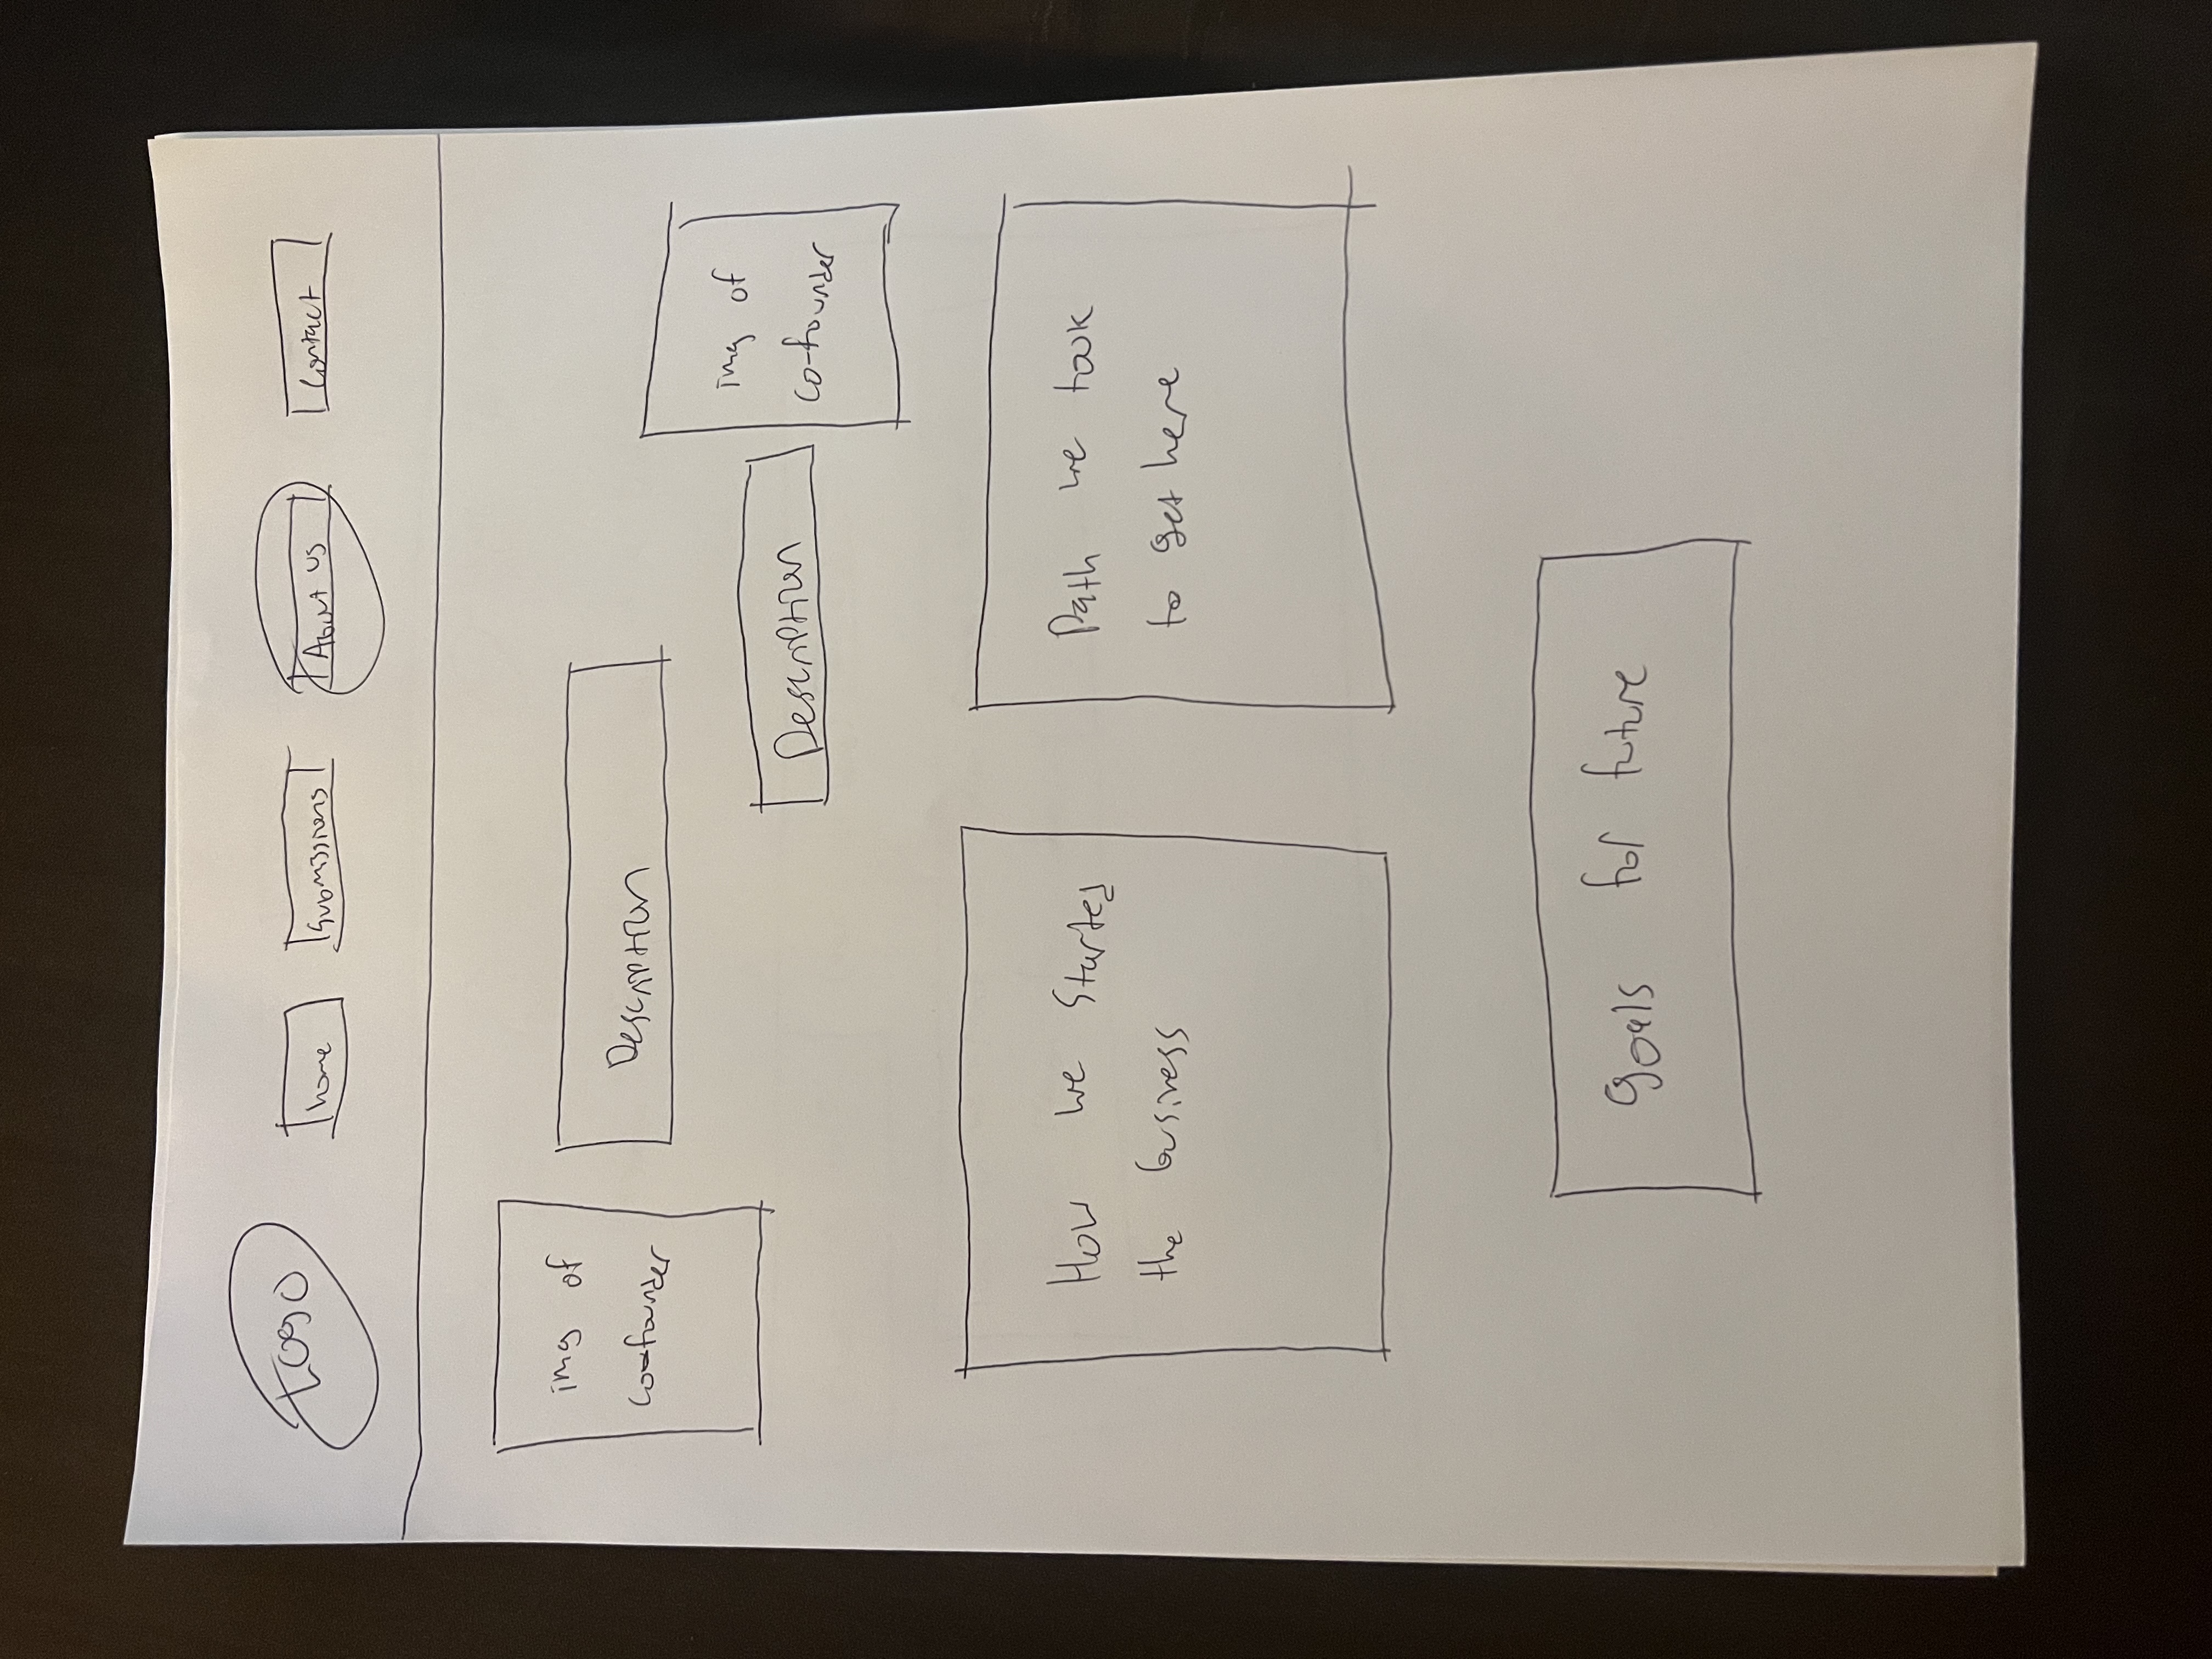 Logo
home
Submissions
About us
Contact
img of
co-founder
Description
img of
co-founder
Description
How we started
the business
Path we took
to get here
goals for future